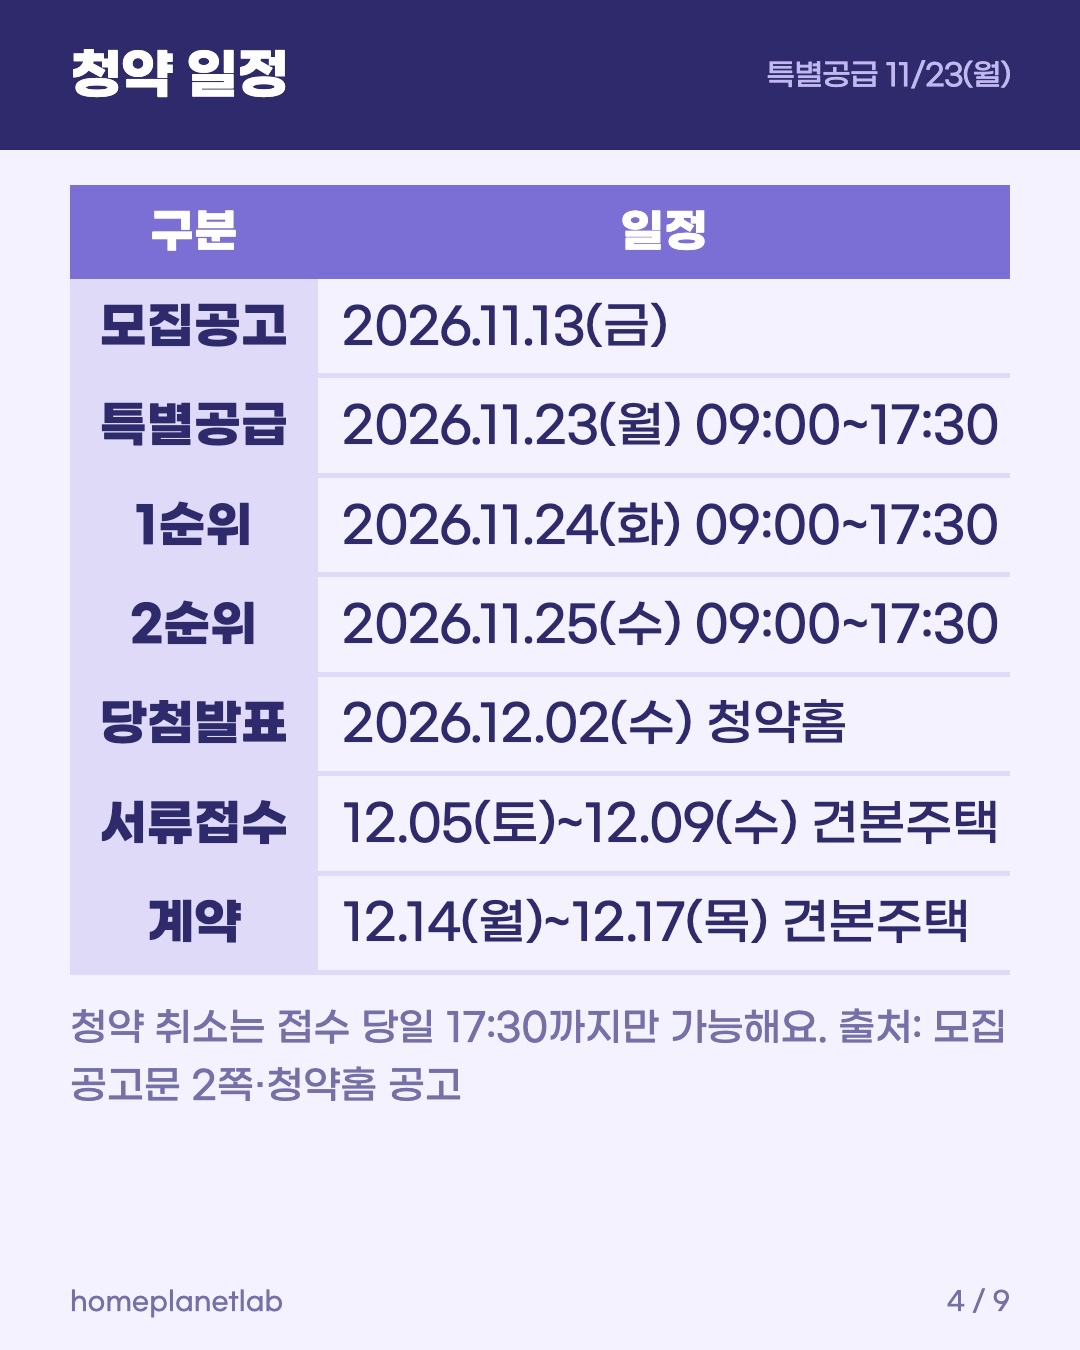 청약 일정
특별공급 11/23(월)
구분 일정
모집공고 2026.11.13(금)
특별공급 2026.11.23(월) 09:00~17:30
1순위 2026.11.24(화) 09:00~17:30
2순위 2026.11.25(수) 09:00~17:30
당첨발표 2026.12.02(수) 청약홈
서류접수 12.05(토)~12.09(수) 견본주택
계약 12.14(월)~12.17(목) 견본주택
청약 취소는 접수 당일 17:30까지만 가능해요. 출처: 모집
공고문 2쪽·청약홈 공고
homeplanetlab
4 / 9